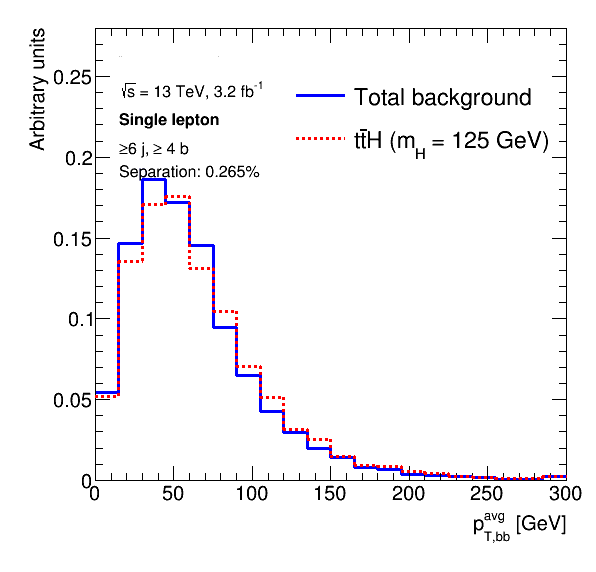 Arbitrary units
0.25
0.2
0.15
0.1
0.05
0
√s = 13 TeV, 3.2 fb⁻¹
Single lepton
≥6 j, ≥ 4 b
Separation: 0.265%
Total background
tt̄H (m_H = 125 GeV)
0 50 100 150 200 250 300
p_{T,bb}^{avg} [GeV]